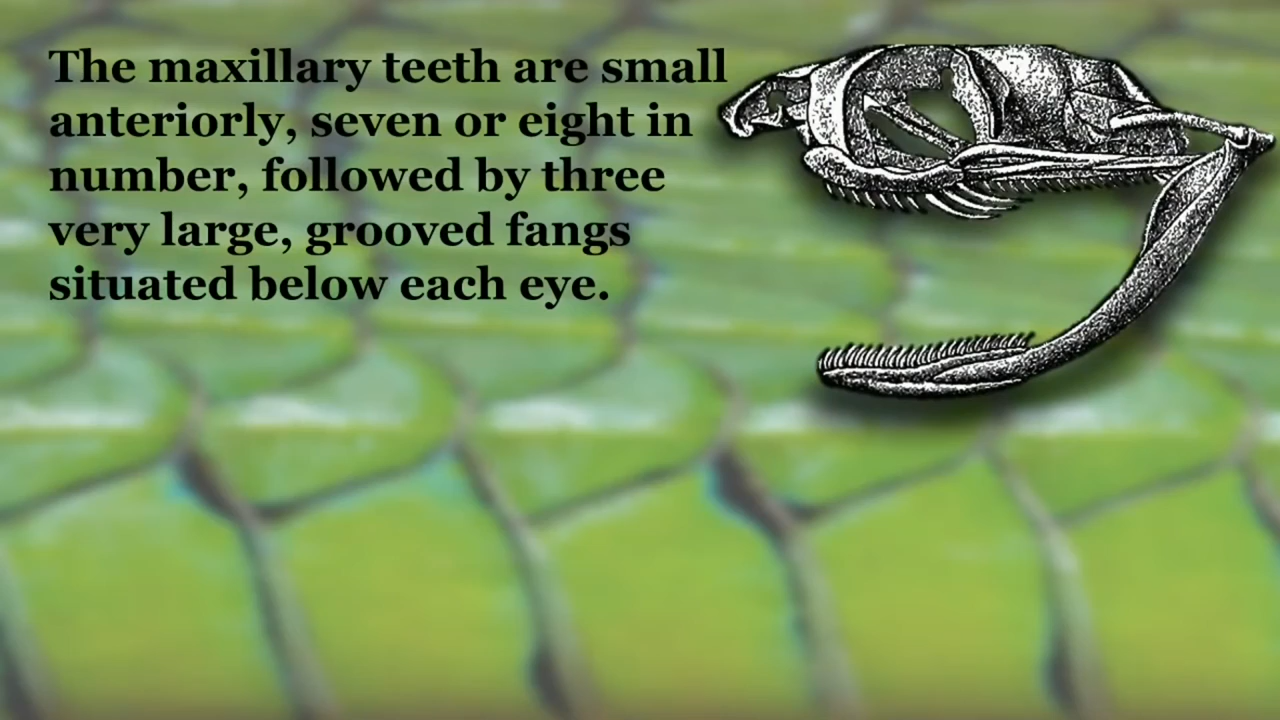 The maxillary teeth are small
anteriorly, seven or eight in
number, followed by three
very large, grooved fangs
situated below each eye.